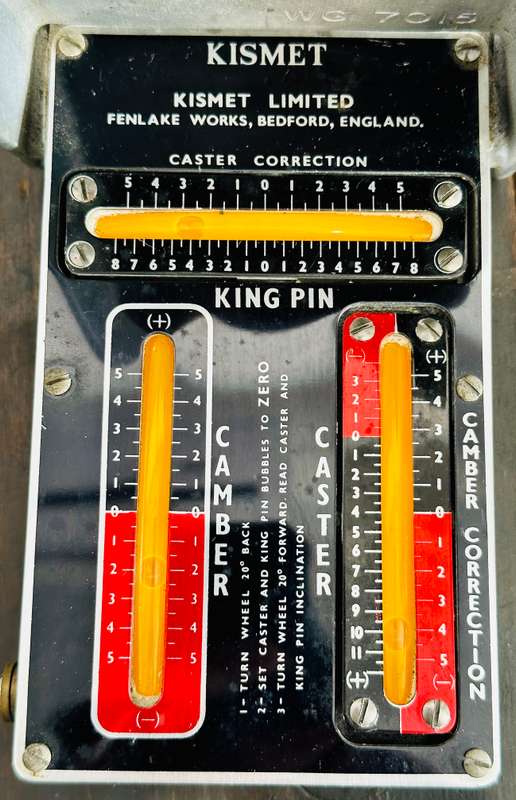 WG 7015
KISMET
KISMET LIMITED
FENLAKE WORKS, BEDFORD, ENGLAND.
CASTER CORRECTION
5 4 3 2 1 0 1 2 3 4 5
8 7 6 5 4 3 2 1 0 1 2 3 4 5 6 7 8
KING PIN
(+)
5 5
4 4
3 3
2 2
1 1
0 0
1 1
2 2
3 3
4 4
5 5
(-)
CAMBER
1- TURN WHEEL 20° BACK
2- SET CASTER AND KING PIN BUBBLES TO ZERO
3- TURN WHEEL 20° FORWARD. READ CASTER AND
KING PIN INCLINATION
CASTER
(-)
3
2
1
0
1
2
3
4
5
6
7
8
9
10
11
(+)
(+)
5
4
3
2
1
0
1
2
3
4
5
(-)
CAMBER CORRECTION